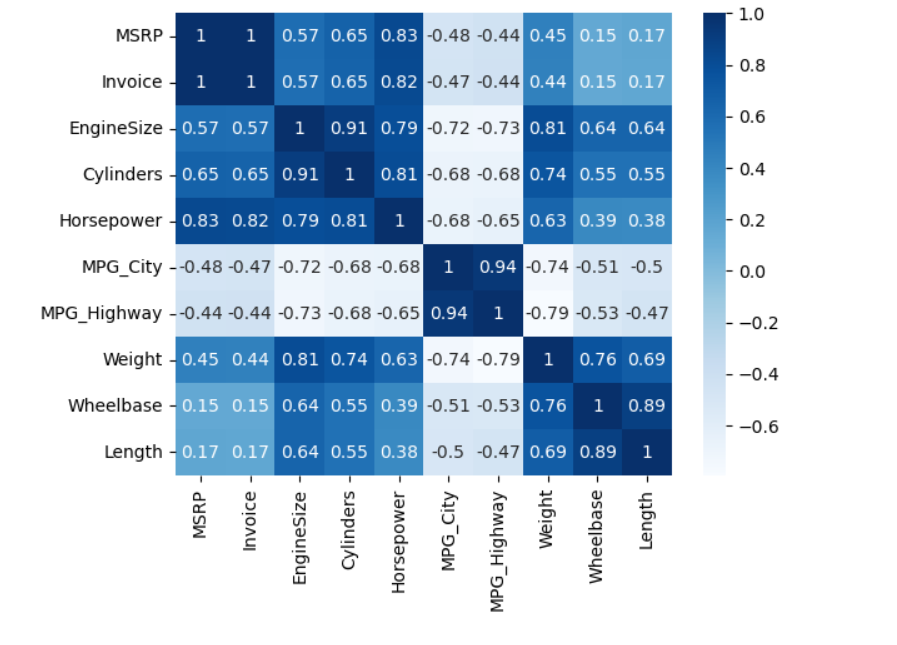 MSRP 1 1 0.57 0.65 0.83 -0.48 -0.44 0.45 0.15 0.17
Invoice 1 1 0.57 0.65 0.82 -0.47 -0.44 0.44 0.15 0.17
EngineSize 0.57 0.57 1 0.91 0.79 -0.72 -0.73 0.81 0.64 0.64
Cylinders 0.65 0.65 0.91 1 0.81 -0.68 -0.68 0.74 0.55 0.55
Horsepower 0.83 0.82 0.79 0.81 1 -0.68 -0.65 0.63 0.39 0.38
MPG_City -0.48 -0.47 -0.72 -0.68 -0.68 1 0.94 -0.74 -0.51 -0.5
MPG_Highway -0.44 -0.44 -0.73 -0.68 -0.65 0.94 1 -0.79 -0.53 -0.47
Weight 0.45 0.44 0.81 0.74 0.63 -0.74 -0.79 1 0.76 0.69
Wheelbase 0.15 0.15 0.64 0.55 0.39 -0.51 -0.53 0.76 1 0.89
Length 0.17 0.17 0.64 0.55 0.38 -0.5 -0.47 0.69 0.89 1
MSRP
Invoice
EngineSize
Cylinders
Horsepower
MPG_City
MPG_Highway
Weight
Wheelbase
Length
1.0
0.8
0.6
0.4
0.2
0.0
−0.2
−0.4
−0.6